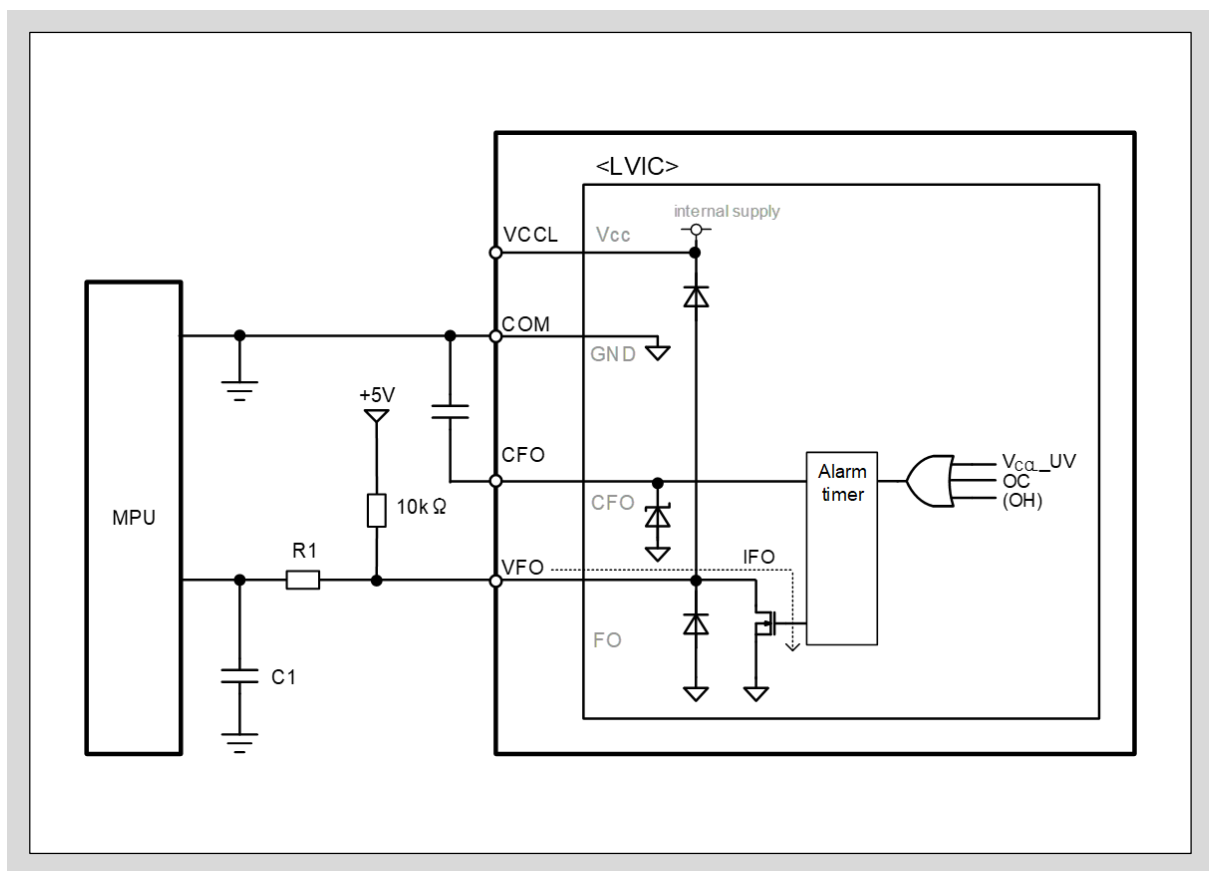 <LVIC>
internal supply
VCCL
Vcc
COM
GND
+5V
CFO
Alarm
timer
VCCL_UV
OC
(OH)
CFO
10kΩ
MPU
R1
VFO
IFO
FO
C1